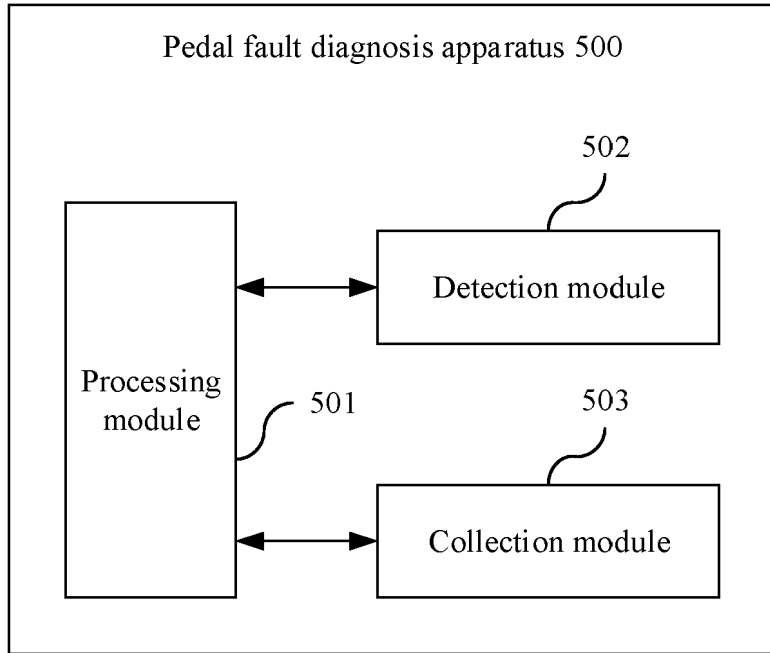 Pedal fault diagnosis apparatus 500
502
Detection module
Processing
module
501
503
Collection module